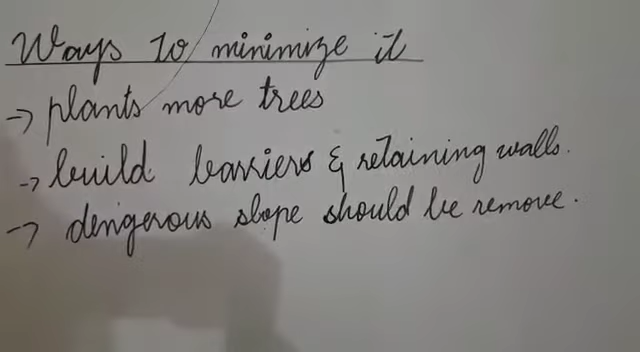 Ways to minimize it
→ plants more trees
→ build barriers & retaining walls.
→ dengerous slope should be remove.